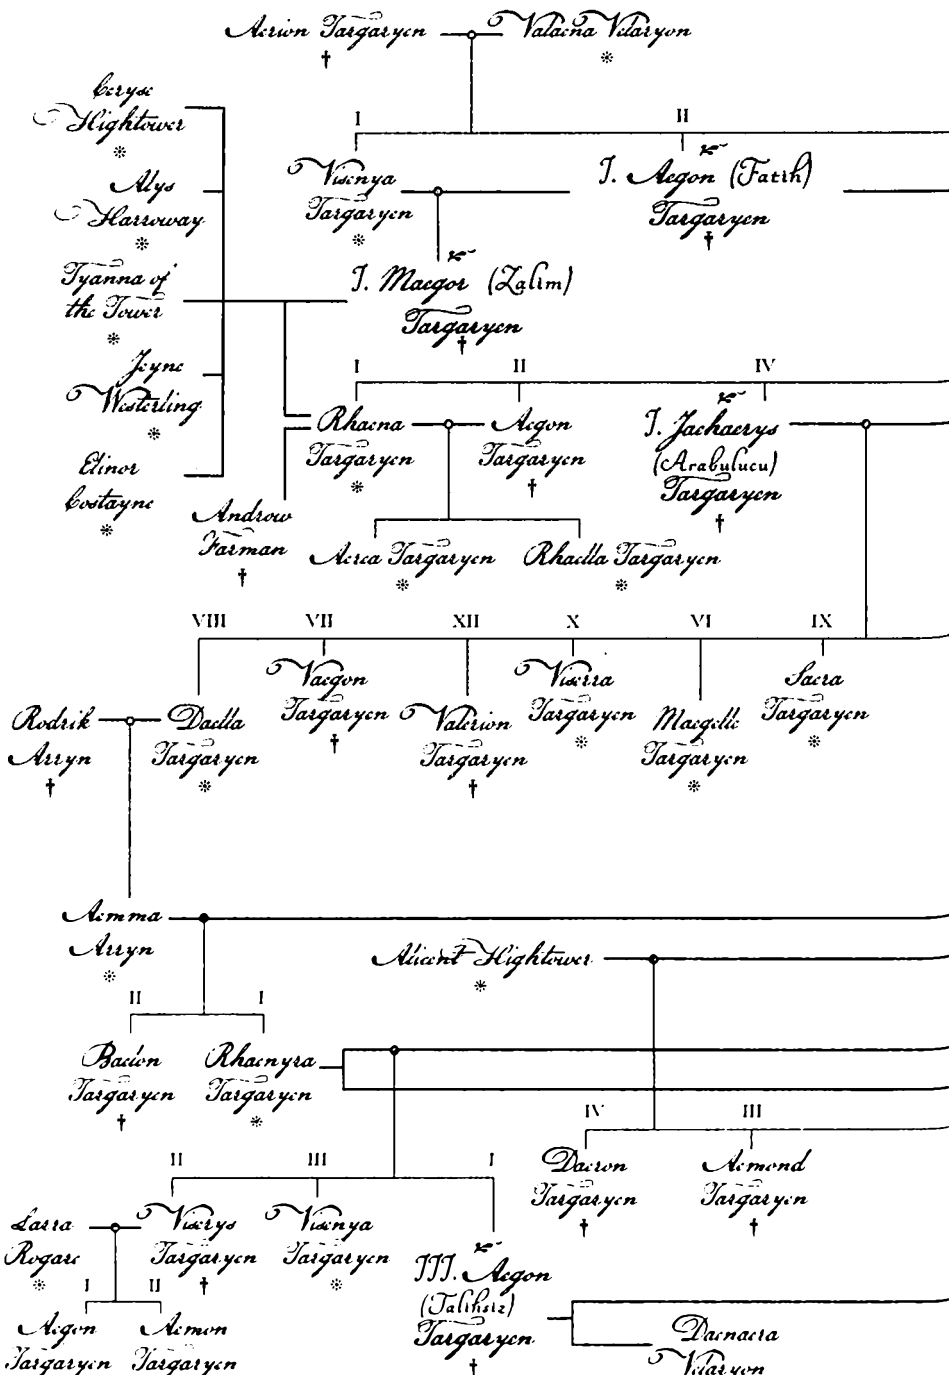 Aerion Targaryen Valaena Velaryon
† ※
Ceryse
Hightower
※
Alys
Harroway
※
Tyanna of
the Tower
※
Jeyne
Westerling
※
Elinor
Costayne
※
I II
Visenya
Targaryen
※
I. Aegon (Fatih)
Targaryen
†
I. Maegor (Zalim)
Targaryen
†
I II IV
Rhaena
Targaryen
※
Aegon
Targaryen
†
I. Jaehaerys
(Arabulucu)
Targaryen
†
Androw
Farman
†
Aerea Targaryen
※
Rhaella Targaryen
※
VIII VII XII X VI IX
Rodrik
Arryn
†
Daella
Targaryen
※
Vaegon
Targaryen
†
Valerion
Targaryen
†
Viserra
Targaryen
※
Maegelle
Targaryen
※
Saera
Targaryen
※
Aemma
Arryn
※
Alicent Hightower
※
II I
Baelon
Targaryen
†
Rhaenyra
Targaryen
※
IV III
Daeron
Targaryen
†
Aemond
Targaryen
†
II III I
Larra
Rogare
※
Viserys
Targaryen
†
Visenya
Targaryen
※
III. Aegon
(Talihsiz)
Targaryen
†
I II
Aegon
Targaryen
Aemon
Targaryen
Daenaera
Velaryon